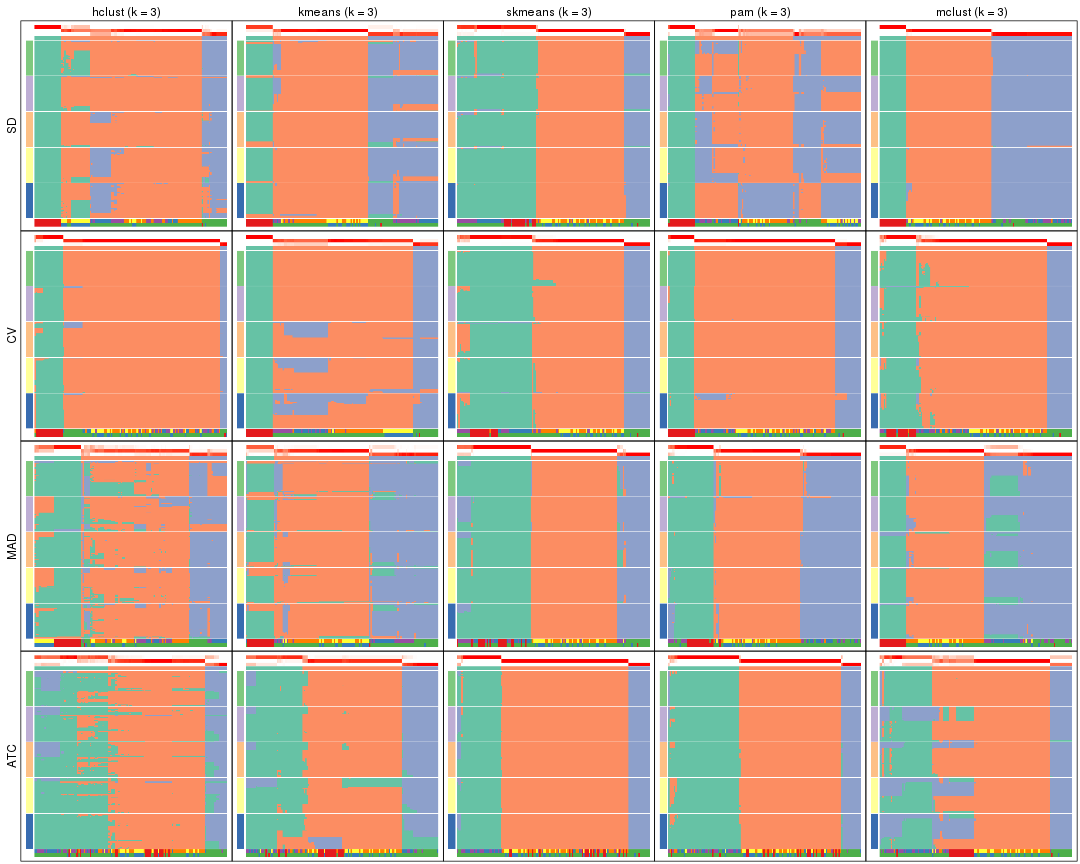 hclust (k = 3)
kmeans (k = 3)
skmeans (k = 3)
pam (k = 3)
mclust (k = 3)
SD
CV
MAD
ATC